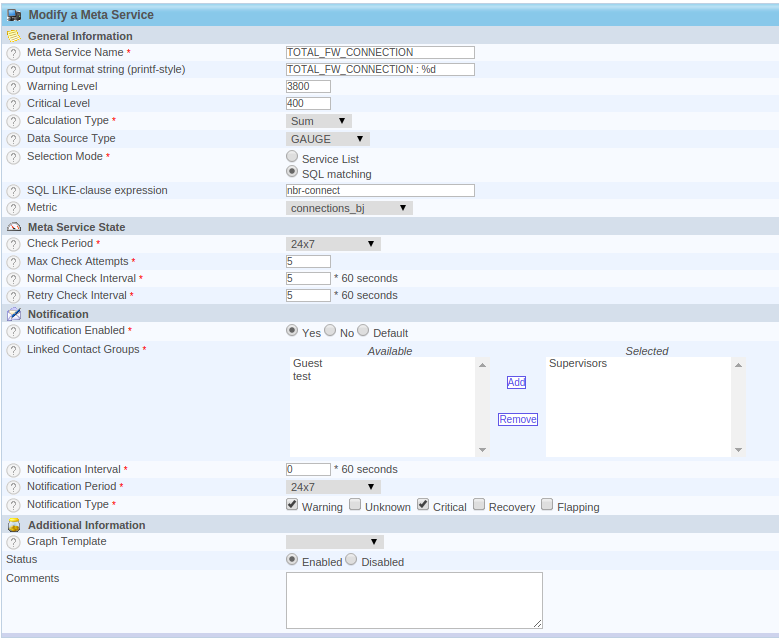 Modify a Meta Service
General Information
? Meta Service Name * TOTAL_FW_CONNECTION
? Output format string (printf-style) TOTAL_FW_CONNECTION : %d
? Warning Level 3800
? Critical Level 400
? Calculation Type * Sum
? Data Source Type GAUGE
? Selection Mode * Service List
SQL matching
? SQL LIKE-clause expression nbr-connect
? Metric connections_bj
Meta Service State
? Check Period * 24x7
? Max Check Attempts * 5
? Normal Check Interval * 5 * 60 seconds
? Retry Check Interval * 5 * 60 seconds
Notification
? Notification Enabled * Yes No Default
? Linked Contact Groups * Available Selected
Guest Supervisors
test
Add
Remove
? Notification Interval * 0 * 60 seconds
? Notification Period * 24x7
? Notification Type * Warning Unknown Critical Recovery Flapping
Additional Information
? Graph Template
Status Enabled Disabled
Comments